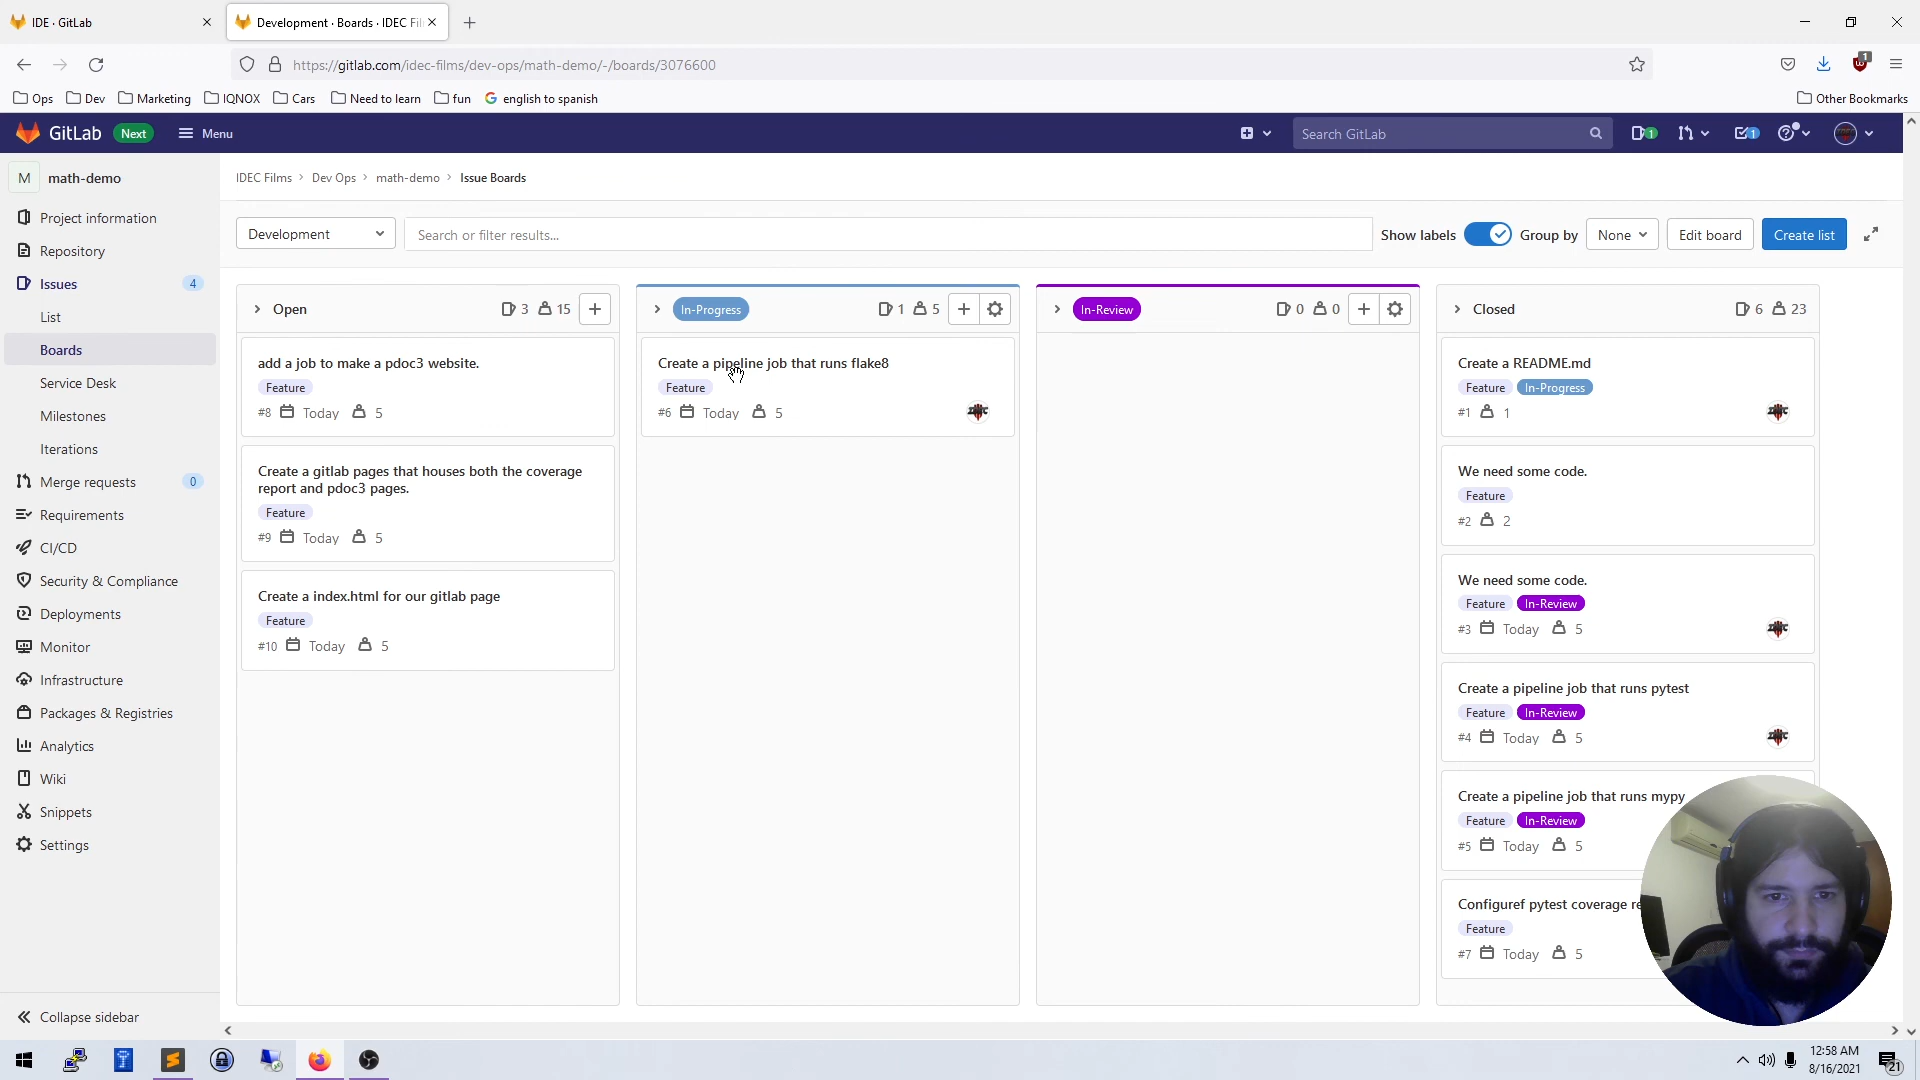 IDE · GitLab
Development · Boards · IDEC Fil
https://gitlab.com/idec-films/dev-ops/math-demo/-/boards/3076600
1
Ops
Dev
Marketing
IQNOX
Cars
Need to learn
fun
english to spanish
Other Bookmarks
GitLab
Next
Menu
Search GitLab
1
1
M
math-demo
Project information
Repository
Issues
4
List
Boards
Service Desk
Milestones
Iterations
Merge requests
0
Requirements
CI/CD
Security & Compliance
Deployments
Monitor
Infrastructure
Packages & Registries
Analytics
Wiki
Snippets
Settings
Collapse sidebar
IDEC Films
Dev Ops
math-demo
Issue Boards
Development
Search or filter results...
Show labels
Group by
None
Edit board
Create list
Open
3
15
add a job to make a pdoc3 website.
Feature
#8
Today
5
Create a gitlab pages that houses both the coverage
report and pdoc3 pages.
Feature
#9
Today
5
Create a index.html for our gitlab page
Feature
#10
Today
5
In-Progress
1
5
Create a pipeline job that runs flake8
Feature
#6
Today
5
In-Review
0
0
Closed
6
23
Create a README.md
Feature
In-Progress
#1
1
We need some code.
Feature
#2
2
We need some code.
Feature
In-Review
#3
Today
5
Create a pipeline job that runs pytest
Feature
In-Review
#4
Today
5
Create a pipeline job that runs mypy
Feature
In-Review
#5
Today
5
Configuref pytest coverage re
Feature
#7
Today
5
12:58 AM
8/16/2021
21